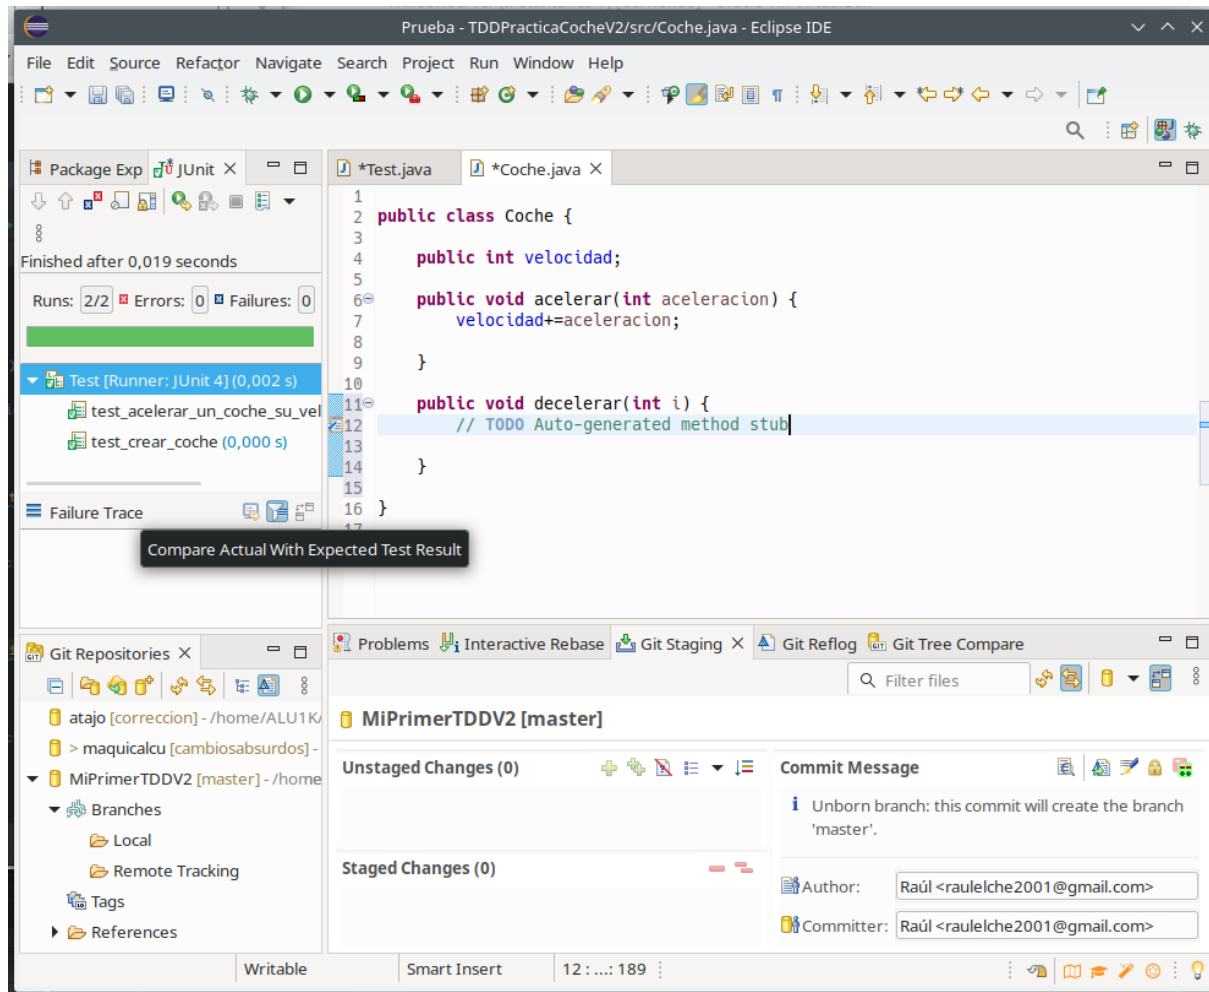 Prueba - TDDPracticaCocheV2/src/Coche.java - Eclipse IDE
File Edit Source Refactor Navigate Search Project Run Window Help
Package Exp JUnit
Finished after 0,019 seconds
Runs: 2/2 Errors: 0 Failures: 0
Test [Runner: JUnit 4] (0,002 s)
test_acelerar_un_coche_su_vel
test_crear_coche (0,000 s)
Failure Trace
Compare Actual With Expected Test Result
*Test.java *Coche.java
1
2 public class Coche {
3
4 public int velocidad;
5
6 public void acelerar(int aceleracion) {
7 velocidad+=aceleracion;
8
9 }
10
11 public void decelerar(int i) {
12 // TODO Auto-generated method stub
13
14 }
15
16 }
17
Git Repositories
atajo [correccion] - /home/ALU1K/
> maquicalcu [cambiosabsurdos] -
MiPrimerTDDV2 [master] - /home
Branches
Local
Remote Tracking
Tags
References
Problems Interactive Rebase Git Staging Git Reflog Git Tree Compare
Filter files
MiPrimerTDDV2 [master]
Unstaged Changes (0)
Staged Changes (0)
Commit Message
Unborn branch: this commit will create the branch
'master'.
Author: Raúl <raulelche2001@gmail.com>
Committer: Raúl <raulelche2001@gmail.com>
Writable Smart Insert 12 : ...: 189